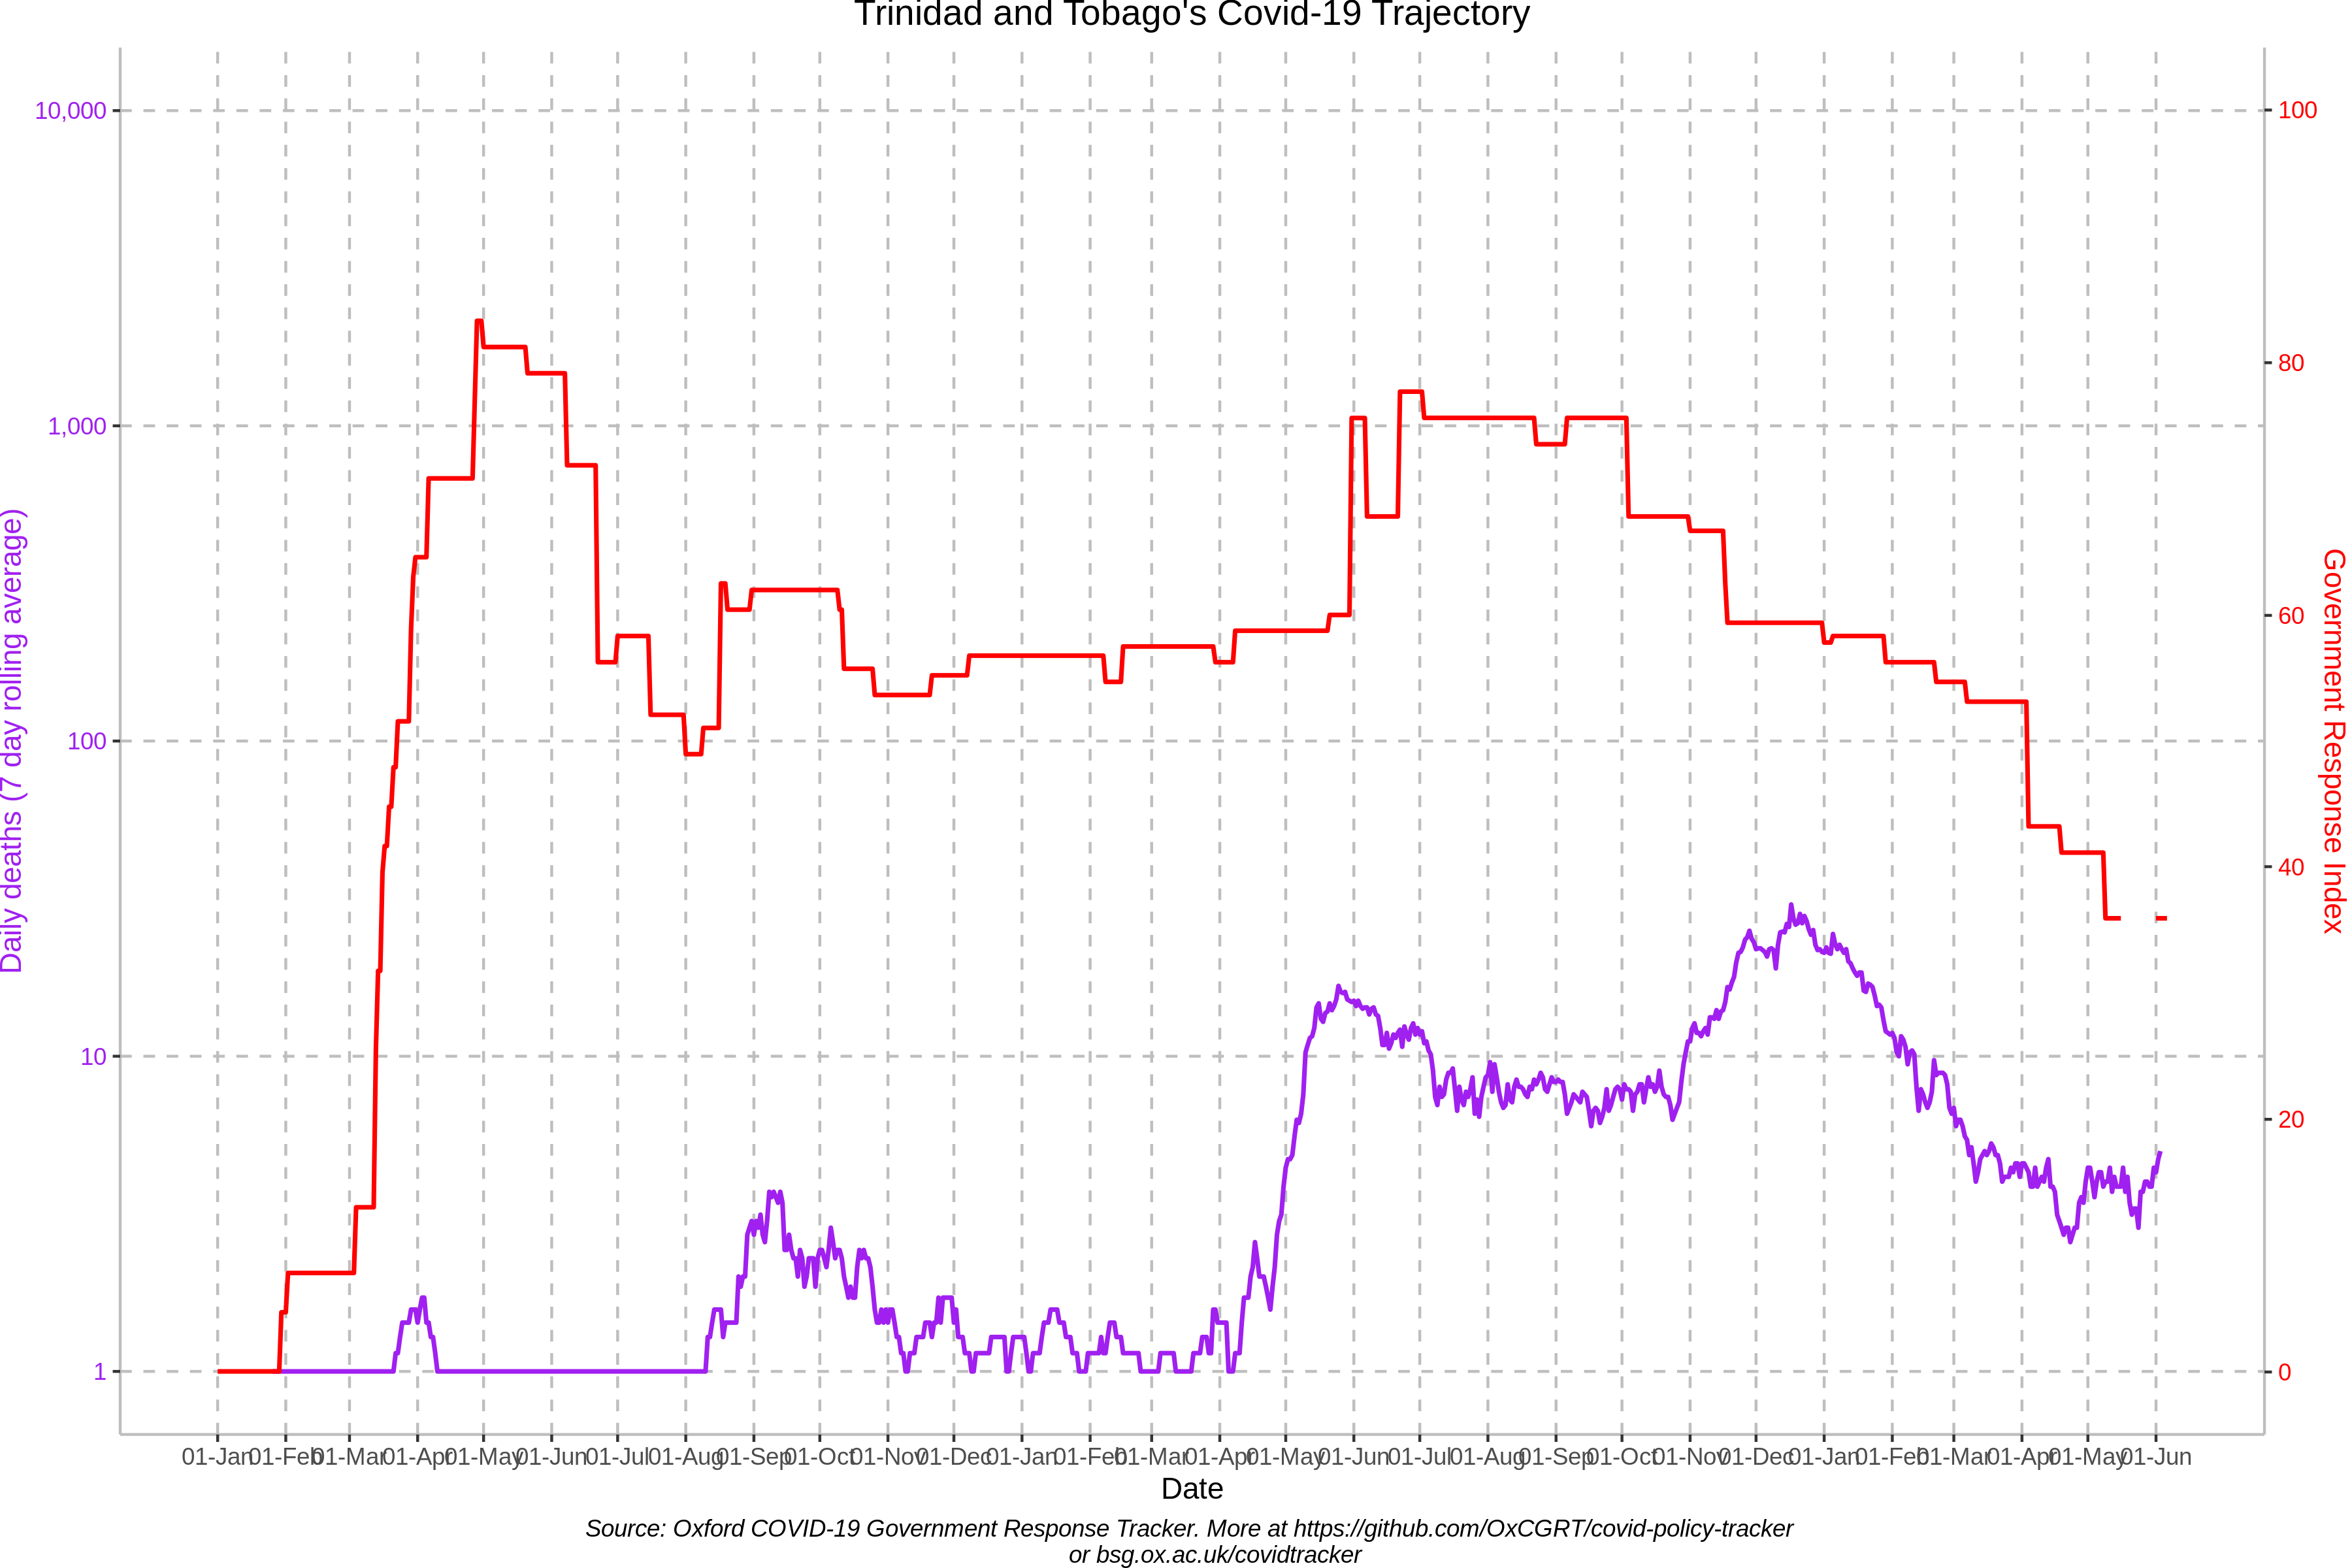 Trinidad and Tobago's Covid-19 Trajectory
Daily deaths (7 day rolling average)
10,000
1,000
100
10
1
100
80
60
40
20
0
Government Response Index
01-Jan 01-Feb 01-Mar 01-Apr 01-May 01-Jun 01-Jul 01-Aug 01-Sep 01-Oct 01-Nov 01-Dec 01-Jan 01-Feb 01-Mar 01-Apr 01-May 01-Jun 01-Jul 01-Aug 01-Sep 01-Oct 01-Nov 01-Dec 01-Jan 01-Feb 01-Mar 01-Apr 01-May 01-Jun
Date
Source: Oxford COVID-19 Government Response Tracker. More at https://github.com/OxCGRT/covid-policy-tracker
or bsg.ox.ac.uk/covidtracker